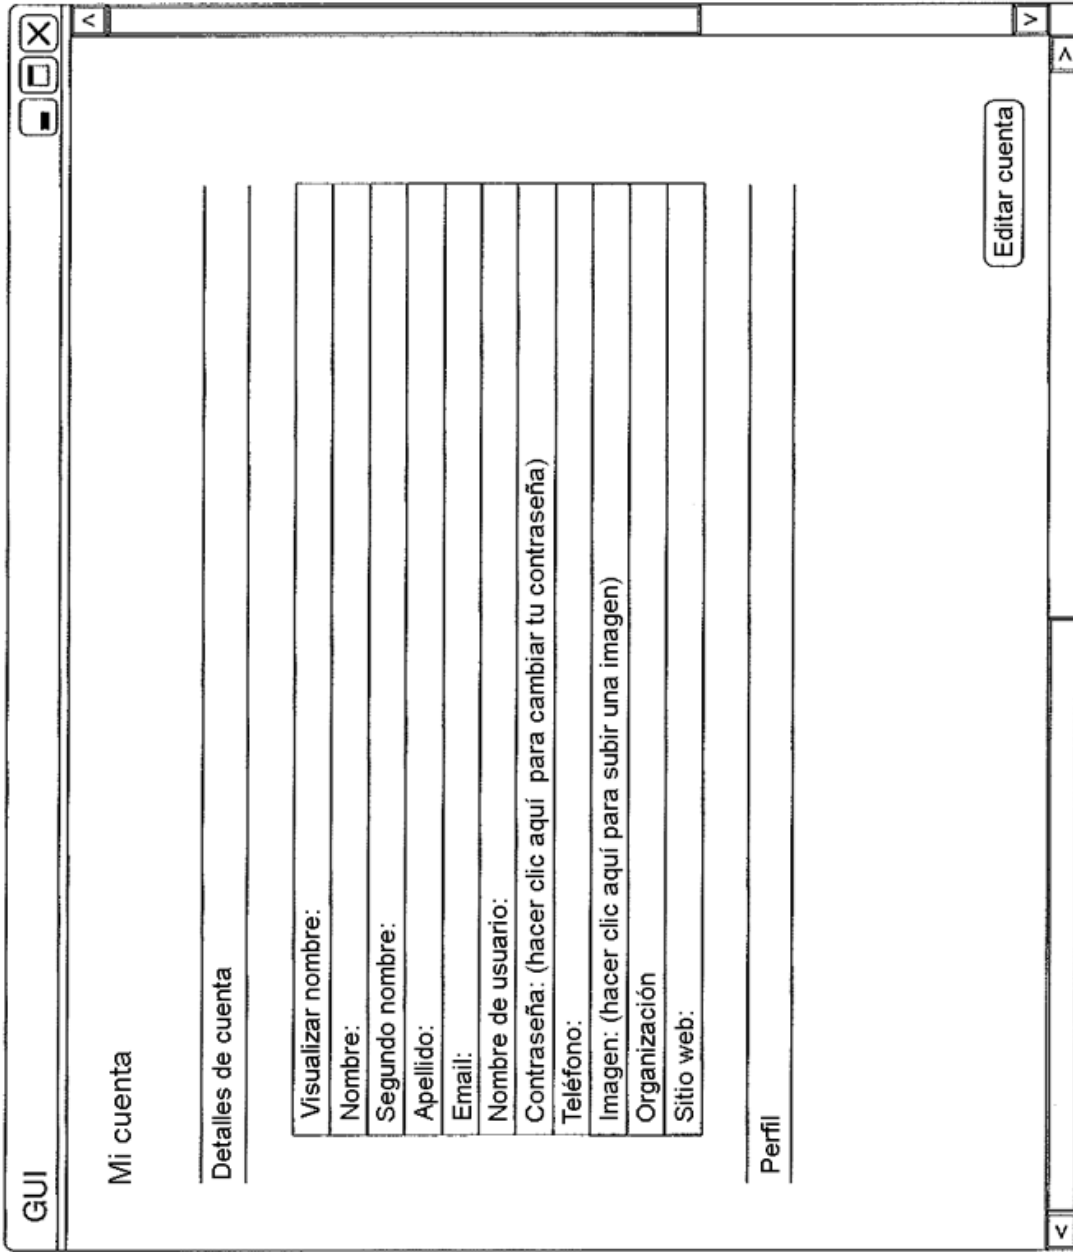 GUI
Mi cuenta
Detalles de cuenta
Visualizar nombre:
Nombre:
Segundo nombre:
Apellido:
Email:
Nombre de usuario:
Contraseña: (hacer clic aquí para cambiar tu contraseña)
Teléfono:
Imagen: (hacer clic aquí para subir una imagen)
Organización
Sitio web:
Perfil
Editar cuenta